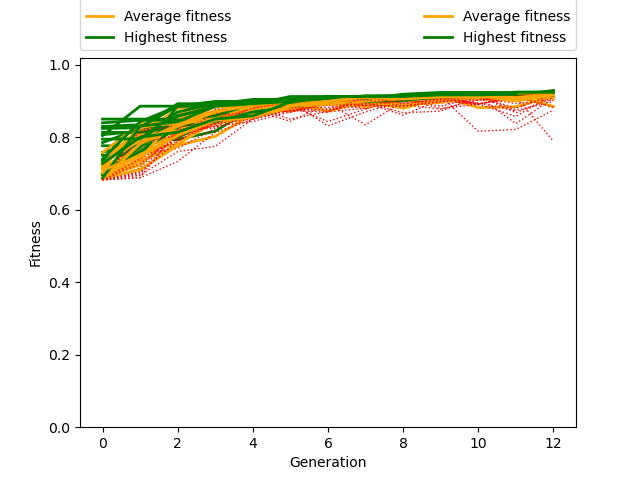 Average fitness Average fitness
Highest fitness Highest fitness
1.0
0.8
0.6
0.4
0.2
0.0
Fitness
0 2 4 6 8 10 12
Generation